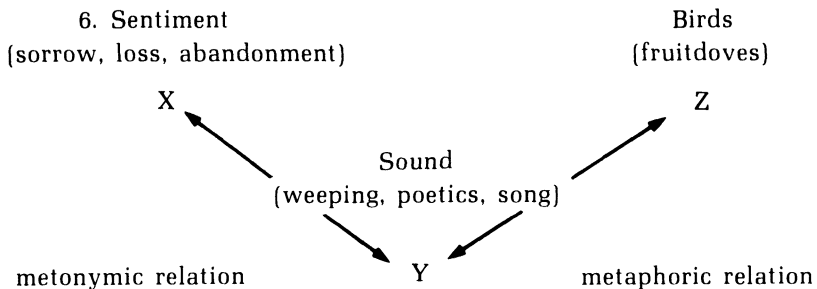 6. Sentiment
(sorrow, loss, abandonment)
X
Birds
(fruitdoves)
Z
Sound
(weeping, poetics, song)
Y
metonymic relation
metaphoric relation